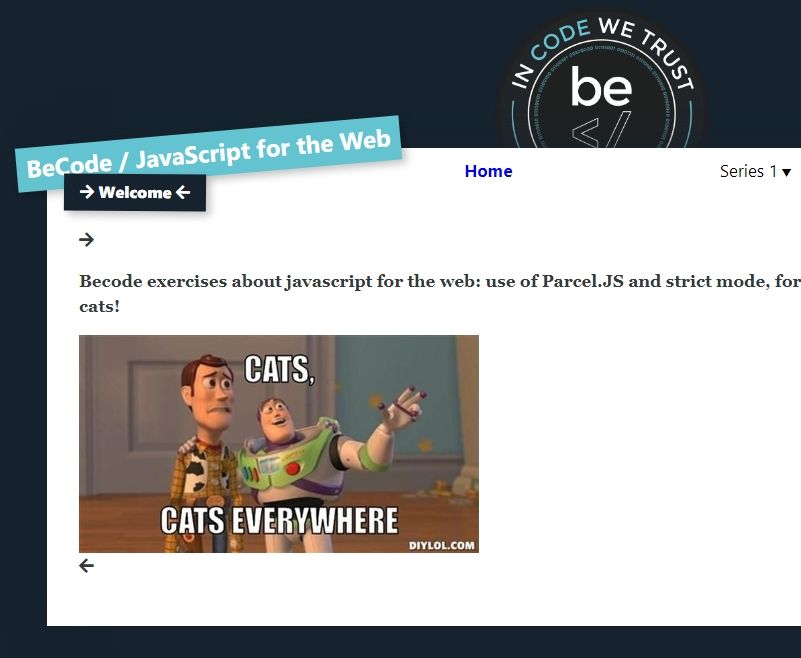 IN CODE WE TRUST
be
</
BeCode / JavaScript for the Web
→ Welcome ←
Home
Series 1 ▾
→
Becode exercises about javascript for the web: use of Parcel.JS and strict mode, for
cats!
CATS,
CATS EVERYWHERE
DIYLOL.COM
←